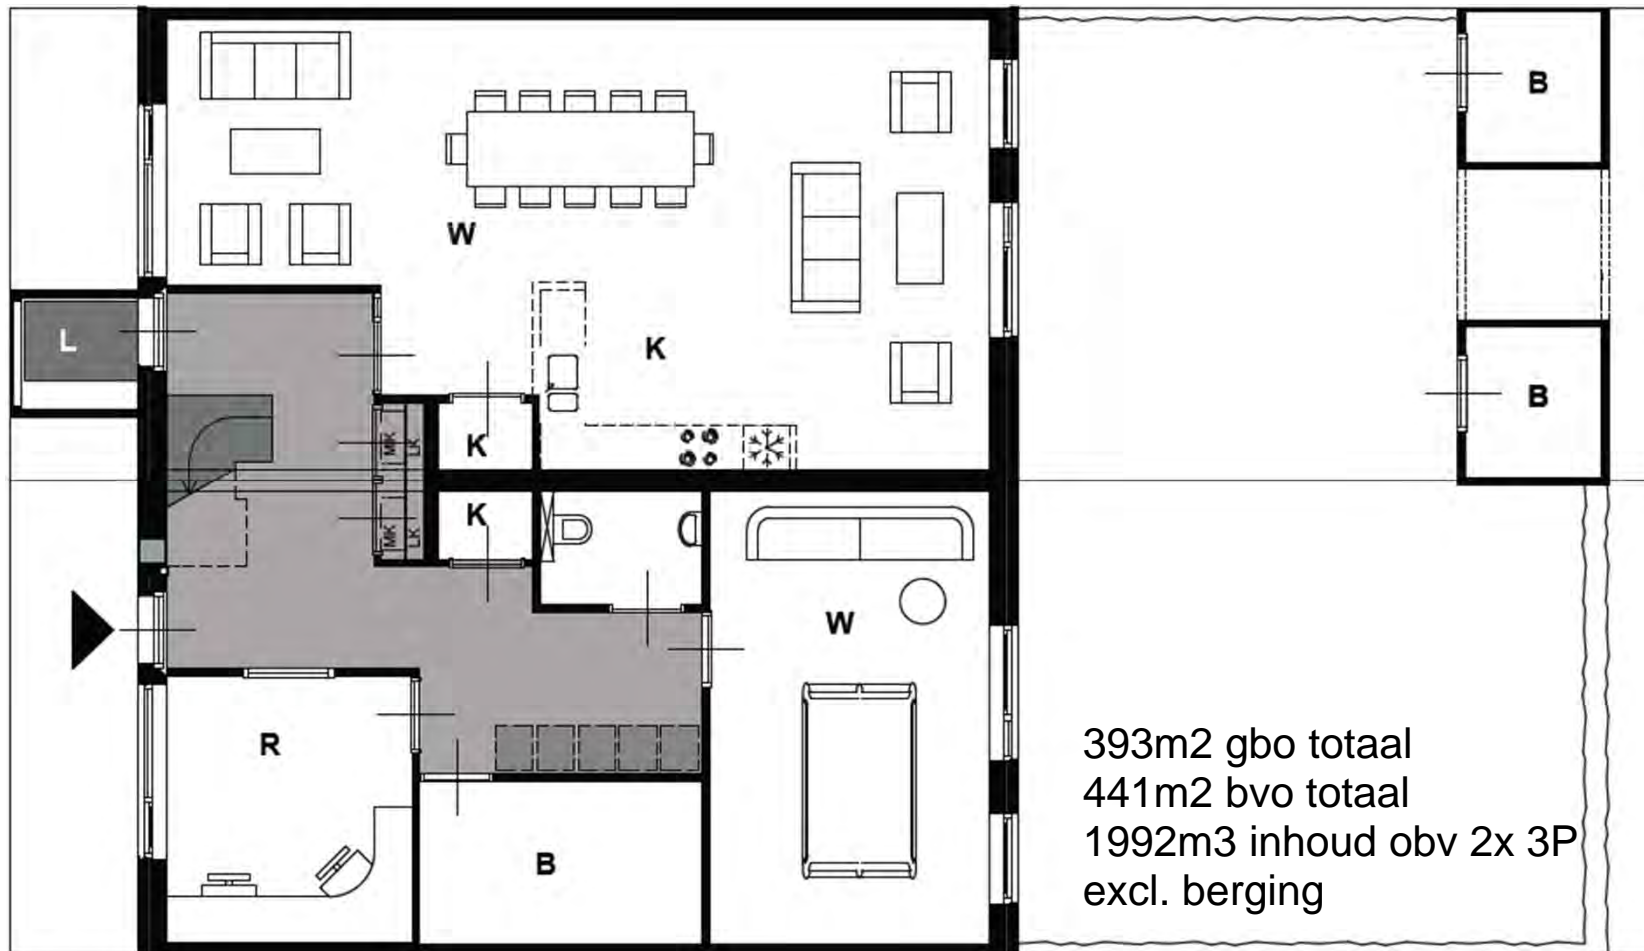 B
W
L
K
B
MK
LK
K
K
MK
LK
W
R
393m2 gbo totaal
441m2 bvo totaal
1992m3 inhoud obv 2x 3P
excl. berging
B